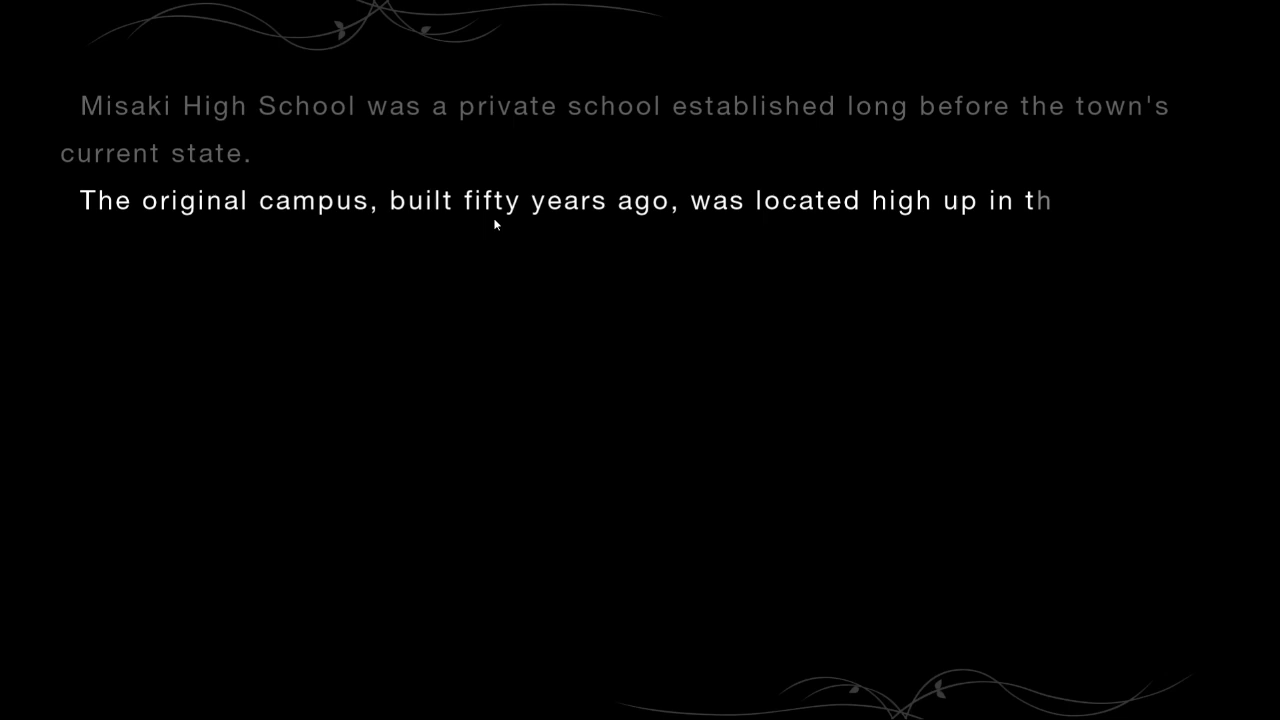 Misaki High School was a private school established long before the town's
current state.
The original campus, built fifty years ago, was located high up in th